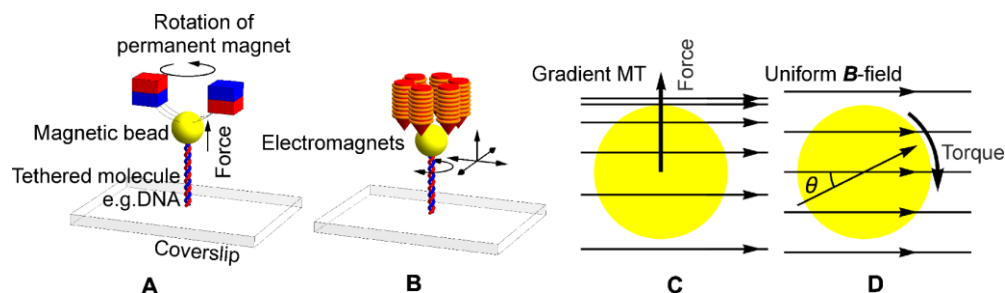 Rotation of
permanent magnet
Magnetic bead
Force
Tethered molecule
e.g.DNA
Coverslip
A
Electromagnets
B
Gradient MT
Force
C
Uniform B-field
Torque
θ
D